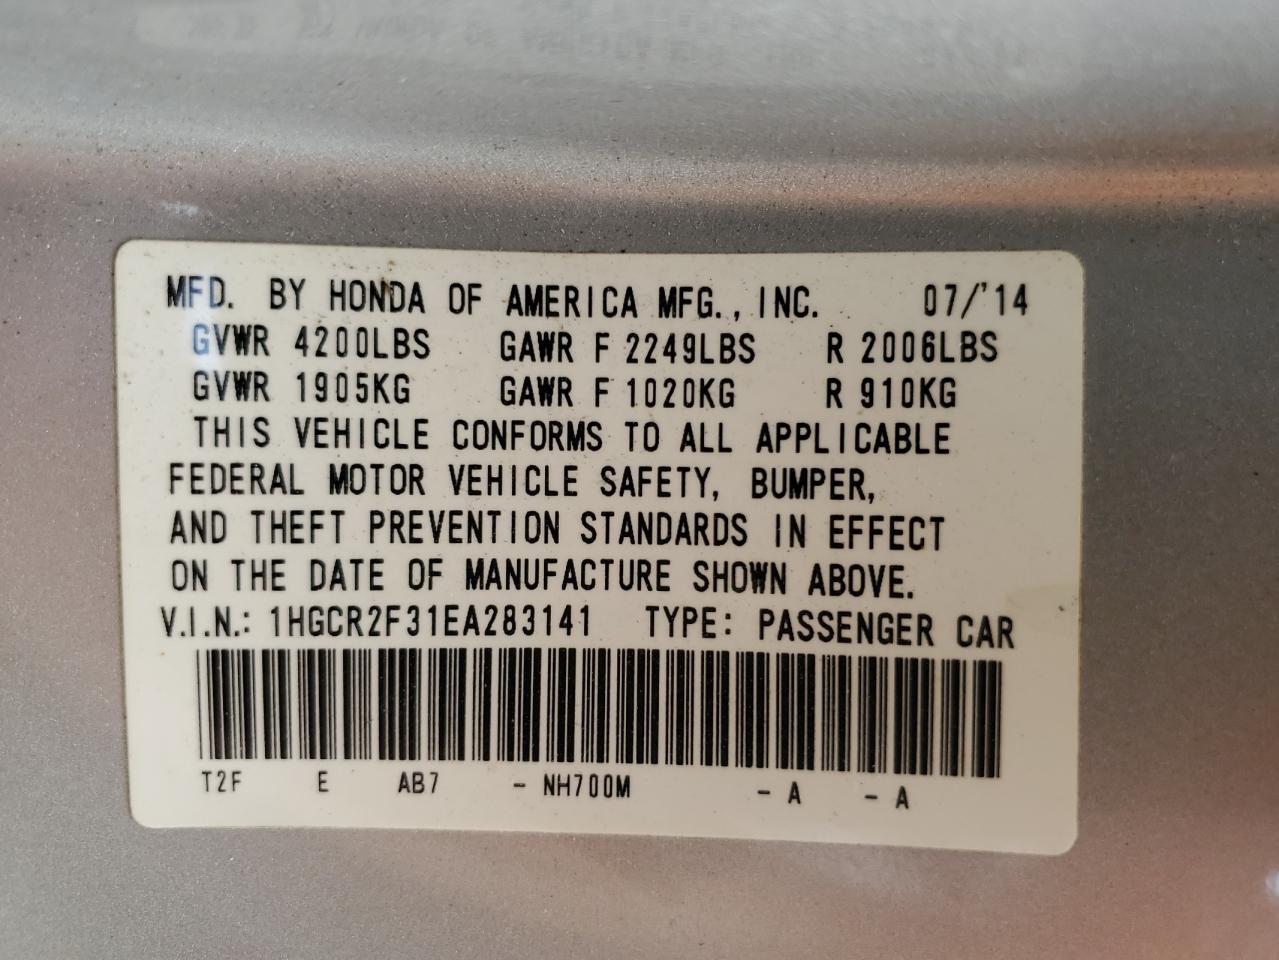 MFD. BY HONDA OF AMERICA MFG., INC. 07/'14
GVWR 4200LBS GAWR F 2249LBS R 2006LBS
GVWR 1905KG GAWR F 1020KG R 910KG
THIS VEHICLE CONFORMS TO ALL APPLICABLE
FEDERAL MOTOR VEHICLE SAFETY, BUMPER,
AND THEFT PREVENTION STANDARDS IN EFFECT
ON THE DATE OF MANUFACTURE SHOWN ABOVE.
V.I.N.: 1HGCR2F31EA283141 TYPE: PASSENGER CAR
T2F E AB7 - NH700M - A - A